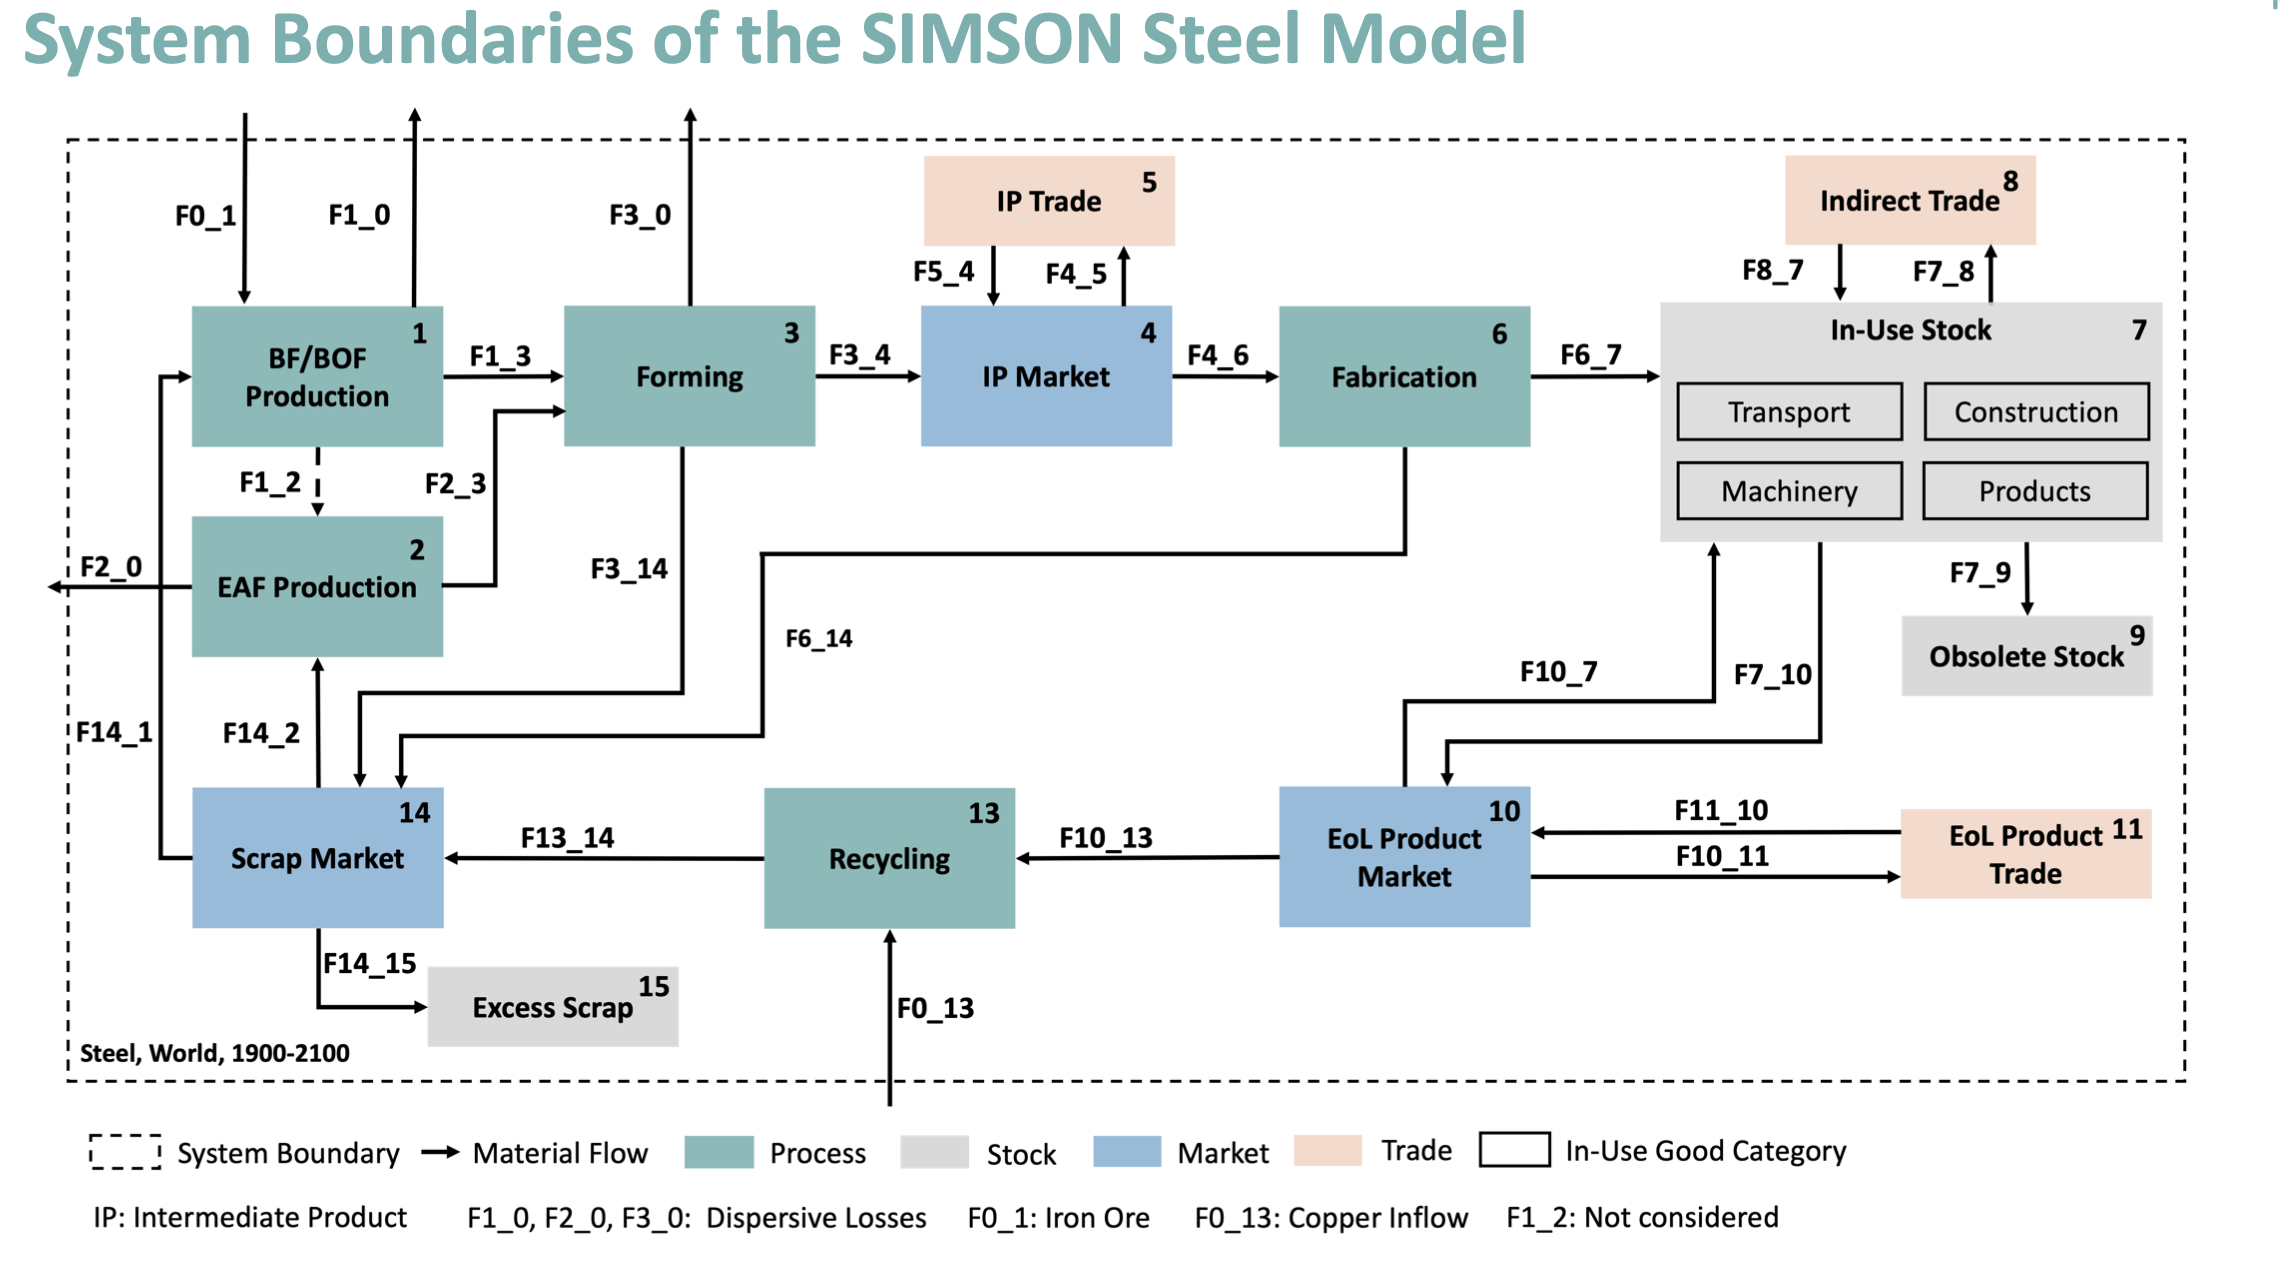 System Boundaries of the SIMSON Steel Model
F0_1
F1_0
F3_0
IP Trade
5
Indirect Trade
8
F5_4
F4_5
F8_7
F7_8
BF/BOF
Production
1
F1_3
Forming
3
F3_4
IP Market
4
F4_6
Fabrication
6
F6_7
In-Use Stock
7
Transport
Construction
Machinery
Products
F1_2
F2_3
F2_0
EAF Production
2
F3_14
F6_14
F7_9
Obsolete Stock
9
F10_7
F7_10
F14_1
F14_2
Scrap Market
14
F13_14
Recycling
13
F10_13
EoL Product
Market
10
F11_10
F10_11
EoL Product
Trade
11
F14_15
Excess Scrap
15
F0_13
Steel, World, 1900-2100
System Boundary
Material Flow
Process
Stock
Market
Trade
In-Use Good Category
IP: Intermediate Product
F1_0, F2_0, F3_0: Dispersive Losses
F0_1: Iron Ore
F0_13: Copper Inflow
F1_2: Not considered